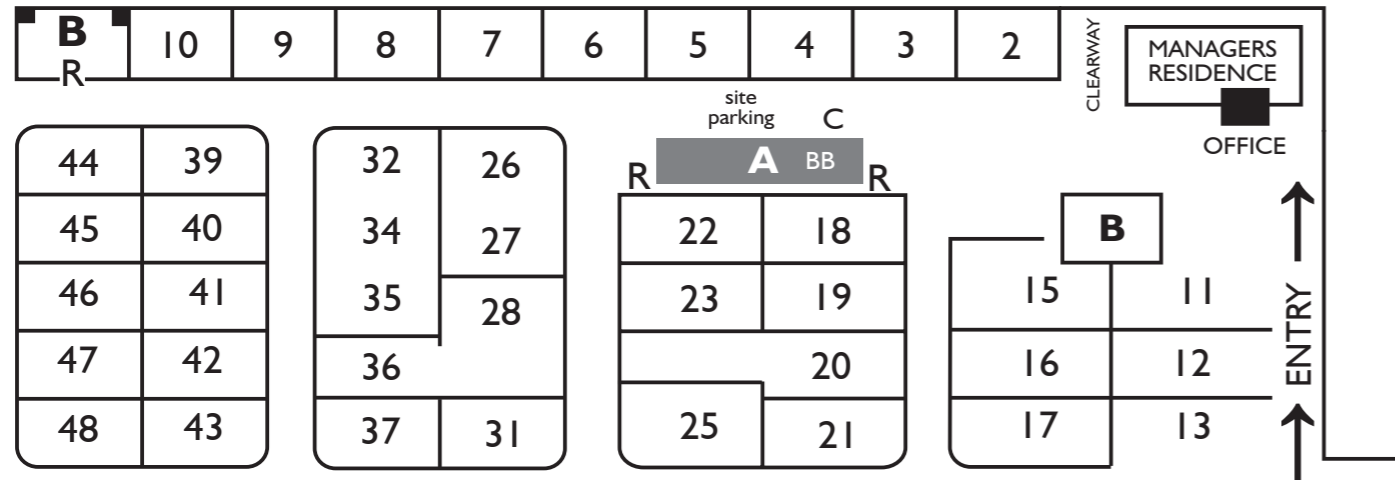 B
R
10 9 8 7 6 5 4 3 2
CLEARWAY
MANAGERS
RESIDENCE
OFFICE
site
parking
C
R
A BB
R
44 39
45 40
46 41
47 42
48 43
32 26
34 27
35 28
36
37 31
22 18
23 19
20
25 21
B
15 11
16 12
17 13
ENTRY